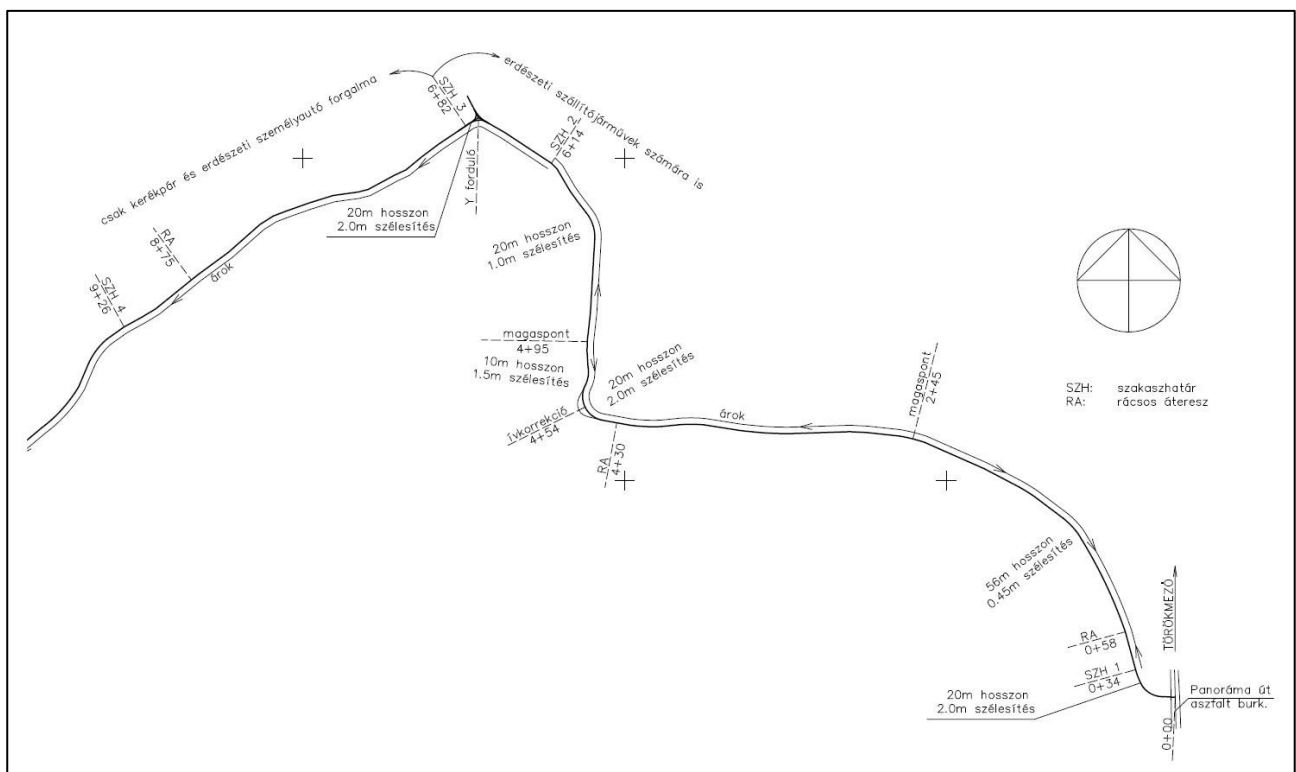 erdészeti szállítójárművek számára is
csak kerékpár és erdészeti személyautó forgalma
SZH 3
6+82
SZH 2
6+14
Y forduló
20m hosszon
2.0m szélesítés
20m hosszon
1.0m szélesítés
RA
8+75
árok
SZH 4
9+26
magaspont
4+95
10m hosszon
1.5m szélesítés
20m hosszon
2.0m szélesítés
ívkorrekció
4+54
RA
4+30
árok
magaspont
2+45
SZH: szakaszhatár
RA: rácsos áteresz
56m hosszon
0.45m szélesítés
TÖRÖKMEZŐ
RA
0+58
SZH 1
0+34
20m hosszon
2.0m szélesítés
Panoráma út
aszfalt burk.
0+00